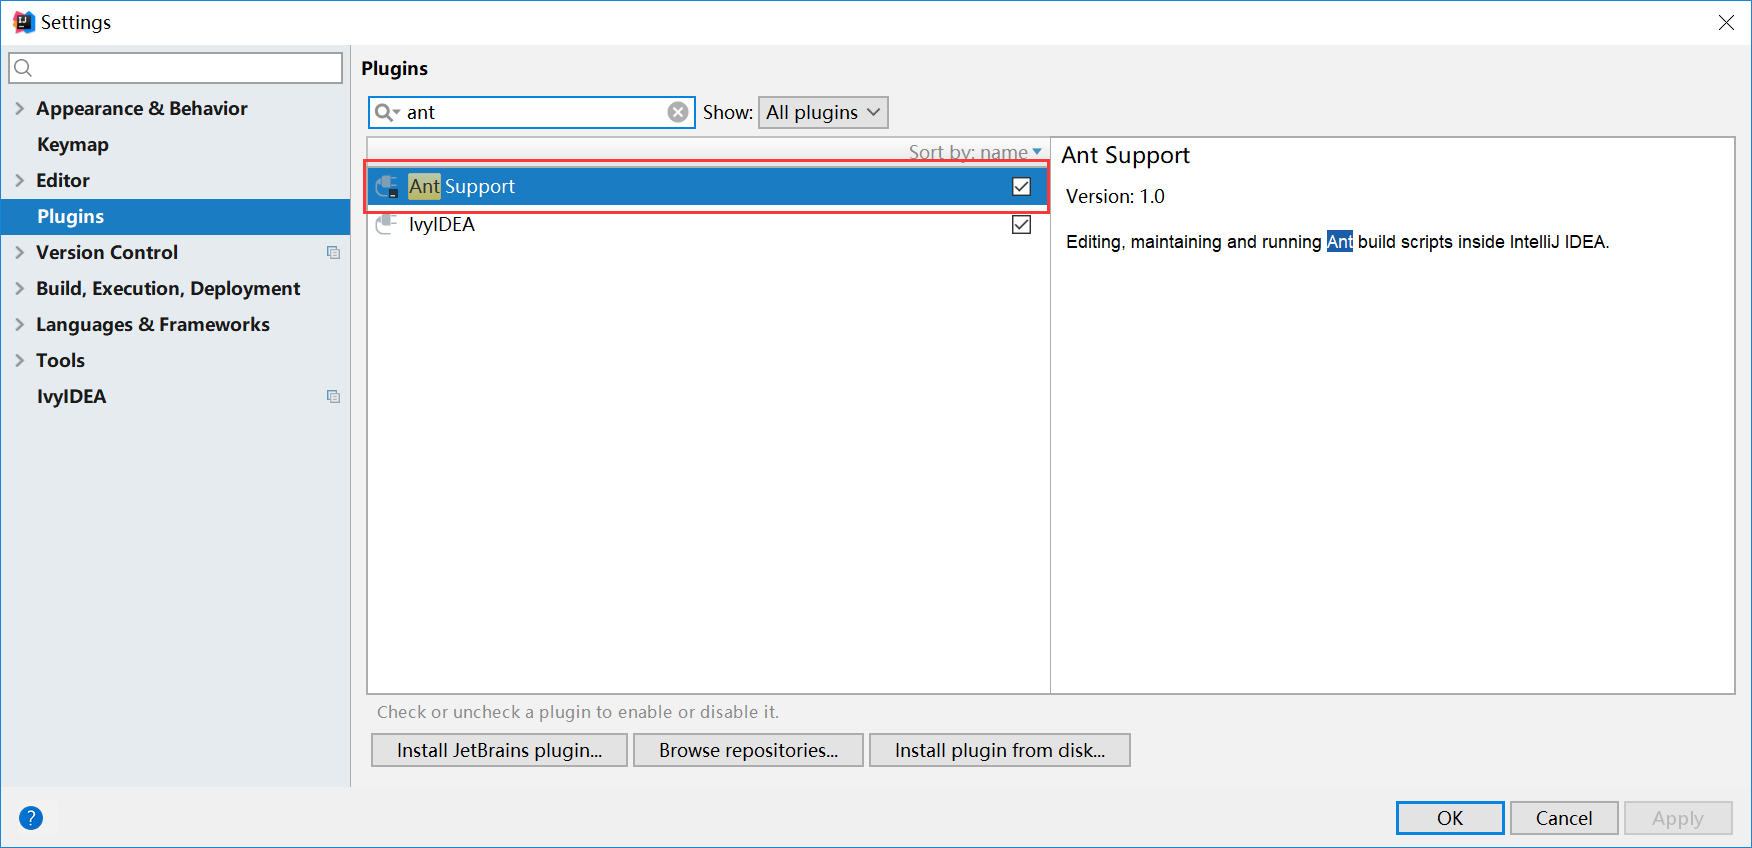 Settings
Plugins
ant
Show: All plugins
Appearance & Behavior
Keymap
Editor
Plugins
Version Control
Build, Execution, Deployment
Languages & Frameworks
Tools
IvyIDEA
Sort by: name
Ant Support
IvyIDEA
Ant Support
Version: 1.0
Editing, maintaining and running Ant build scripts inside IntelliJ IDEA.
Check or uncheck a plugin to enable or disable it.
Install JetBrains plugin...
Browse repositories...
Install plugin from disk...
?
OK
Cancel
Apply